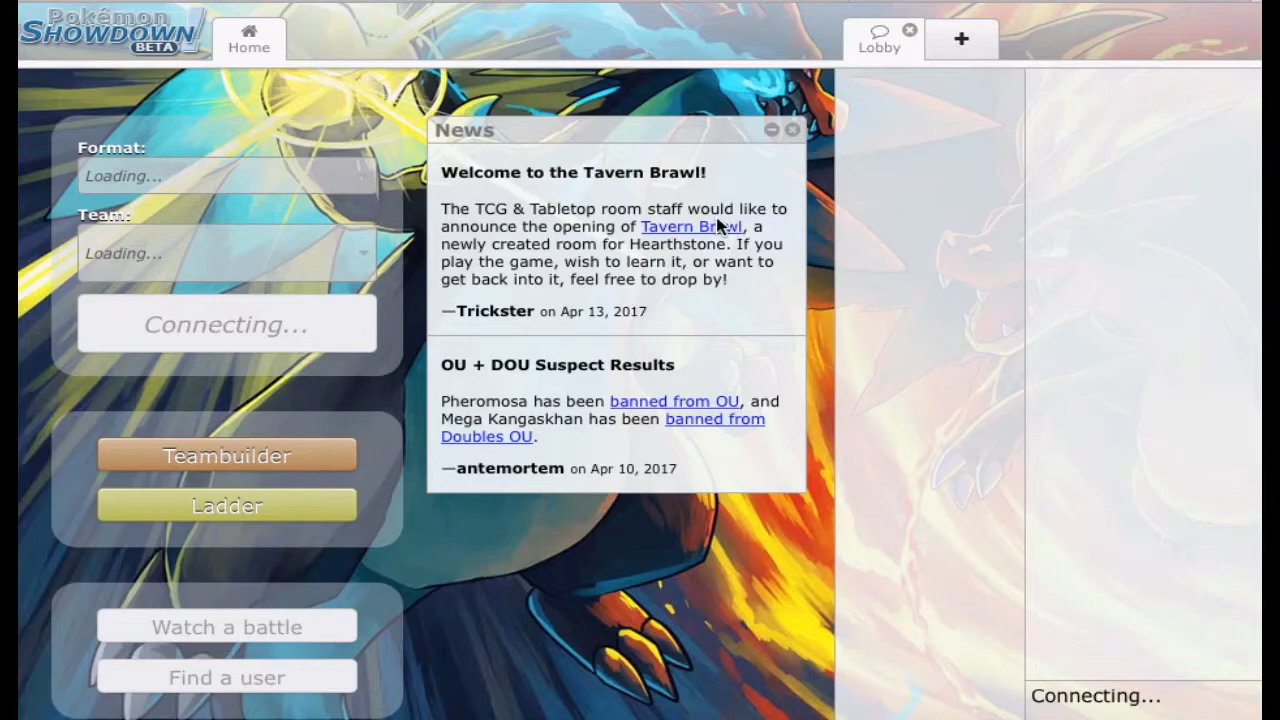 Pokémon
Showdown!
BETA
Home
Lobby
+
Format:
Loading...
Team:
Loading...
Connecting...
Teambuilder
Ladder
Watch a battle
Find a user
News
Welcome to the Tavern Brawl!
The TCG & Tabletop room staff would like to
announce the opening of Tavern Brawl, a
newly created room for Hearthstone. If you
play the game, wish to learn it, or want to
get back into it, feel free to drop by!
—Trickster on Apr 13, 2017
OU + DOU Suspect Results
Pheromosa has been banned from OU, and
Mega Kangaskhan has been banned from
Doubles OU.
—antemortem on Apr 10, 2017
Connecting...